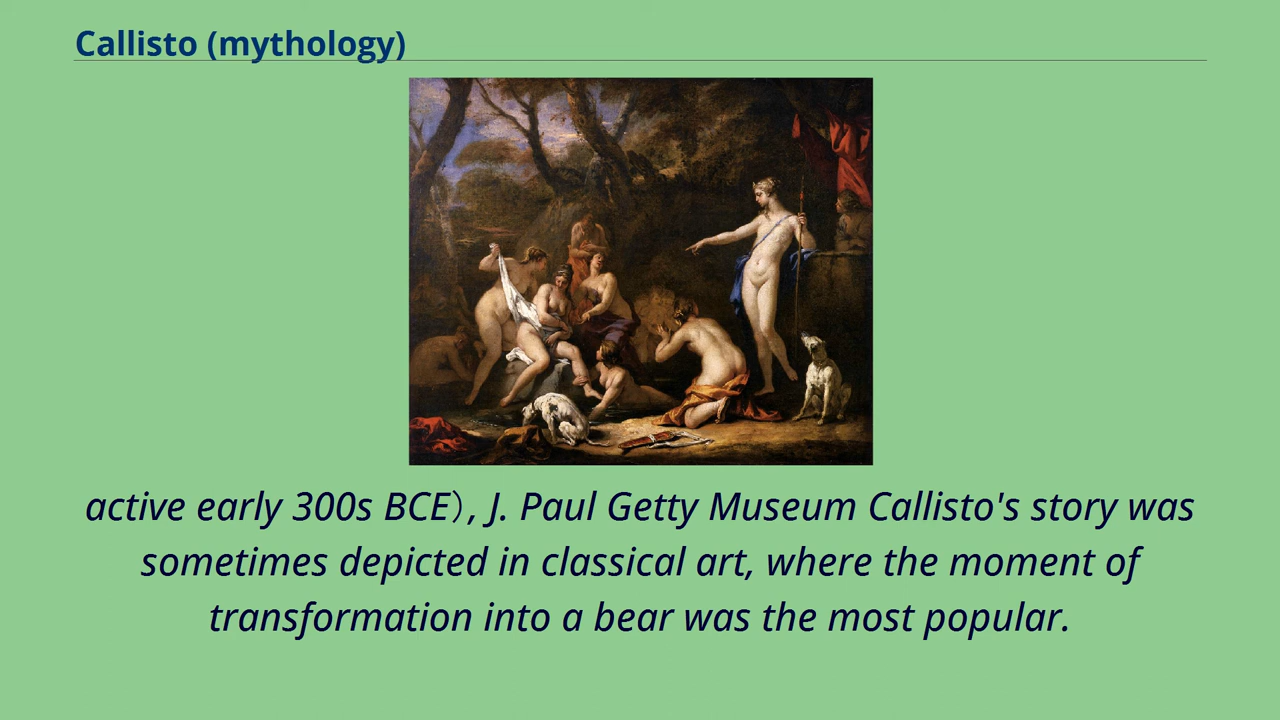 Callisto (mythology)
active early 300s BCE）, J. Paul Getty Museum Callisto's story was
sometimes depicted in classical art, where the moment of
transformation into a bear was the most popular.